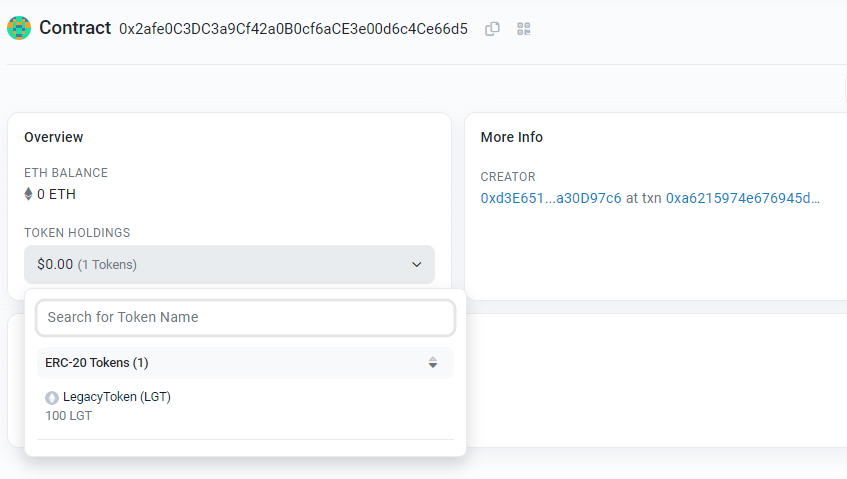 Contract 0x2afe0C3DC3a9Cf42a0B0cf6aCE3e00d6c4Ce66d5
Overview
ETH BALANCE
0 ETH
TOKEN HOLDINGS
$0.00 (1 Tokens)
Search for Token Name
ERC-20 Tokens (1)
LegacyToken (LGT)
100 LGT
More Info
CREATOR
0xd3E651...a30D97c6 at txn 0xa6215974e676945d...